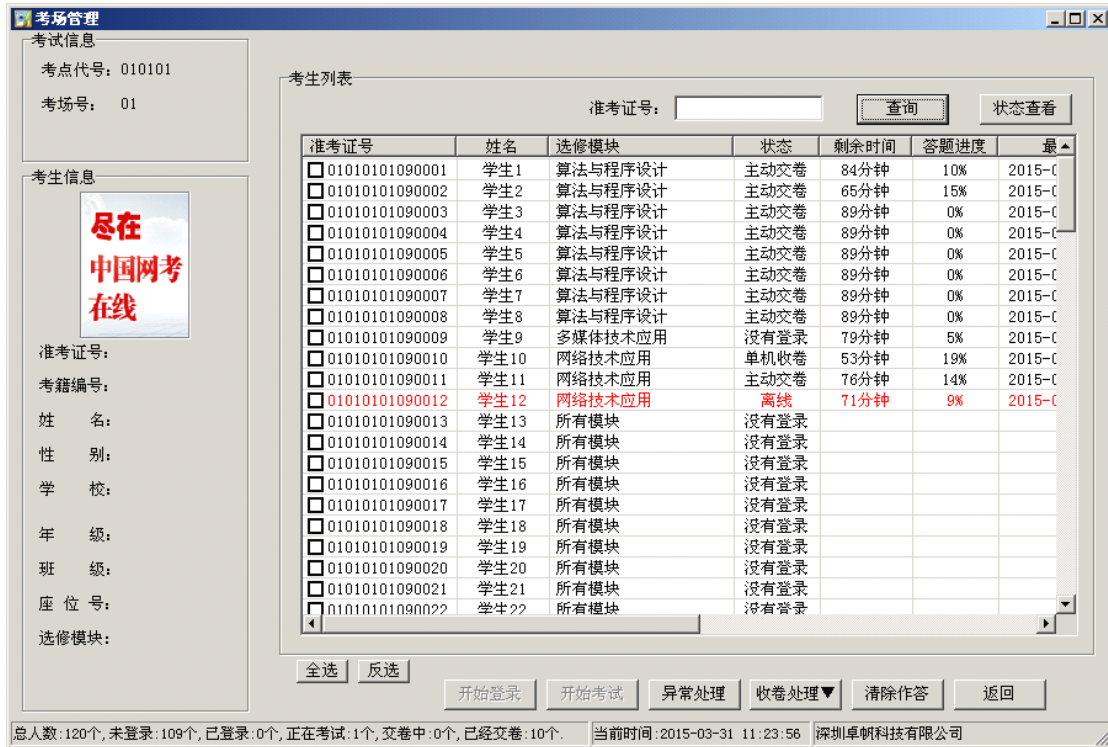 考场管理
考试信息
考点代号：010101
考场号： 01
考生信息
尽在
中国网考
在线
准考证号：
考籍编号：
姓 名：
性 别：
学 校：
年 级：
班 级：
座 位 号：
选修模块：
考生列表
准考证号： 查询 状态查看
准考证号 姓名 选修模块 状态 剩余时间 答题进度 最
01010101090001 学生1 算法与程序设计 主动交卷 84分钟 10% 2015-0
01010101090002 学生2 算法与程序设计 主动交卷 65分钟 15% 2015-0
01010101090003 学生3 算法与程序设计 主动交卷 89分钟 0% 2015-0
01010101090004 学生4 算法与程序设计 主动交卷 89分钟 0% 2015-0
01010101090005 学生5 算法与程序设计 主动交卷 89分钟 0% 2015-0
01010101090006 学生6 算法与程序设计 主动交卷 89分钟 0% 2015-0
01010101090007 学生7 算法与程序设计 主动交卷 89分钟 0% 2015-0
01010101090008 学生8 算法与程序设计 主动交卷 89分钟 0% 2015-0
01010101090009 学生9 多媒体技术应用 没有登录 79分钟 5% 2015-0
01010101090010 学生10 网络技术应用 单机收卷 53分钟 19% 2015-0
01010101090011 学生11 网络技术应用 主动交卷 76分钟 14% 2015-0
01010101090012 学生12 网络技术应用 离线 71分钟 9% 2015-0
01010101090013 学生13 所有模块 没有登录
01010101090014 学生14 所有模块 没有登录
01010101090015 学生15 所有模块 没有登录
01010101090016 学生16 所有模块 没有登录
01010101090017 学生17 所有模块 没有登录
01010101090018 学生18 所有模块 没有登录
01010101090019 学生19 所有模块 没有登录
01010101090020 学生20 所有模块 没有登录
01010101090021 学生21 所有模块 没有登录
01010101090022 学生22 所有模块 没有登录
全选 反选
开始登录 开始考试 异常处理 收卷处理▼ 清除作答 返回
总人数:120个,未登录:109个,已登录:0个,正在考试:1个,交卷中:0个,已经交卷:10个. 当前时间:2015-03-31 11:23:56 深圳卓帆科技有限公司